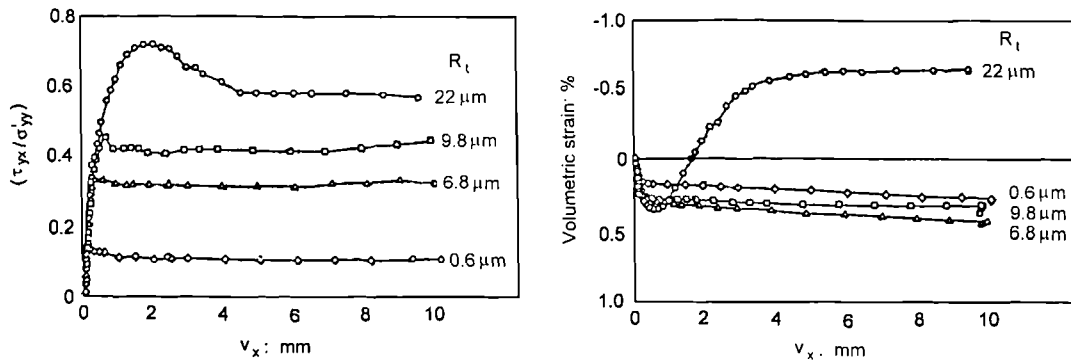 0.8
0.6
0.4
0.2
0
(τyx/σ'yy)
Rt
22 μm
9.8 μm
6.8 μm
0.6 μm
0 2 4 6 8 10
vx : mm
-1.0
-0.5
0
0.5
1.0
Volumetric strain· %
Rt
22 μm
0.6 μm
9.8 μm
6.8 μm
0 2 4 6 8 10
vx . mm